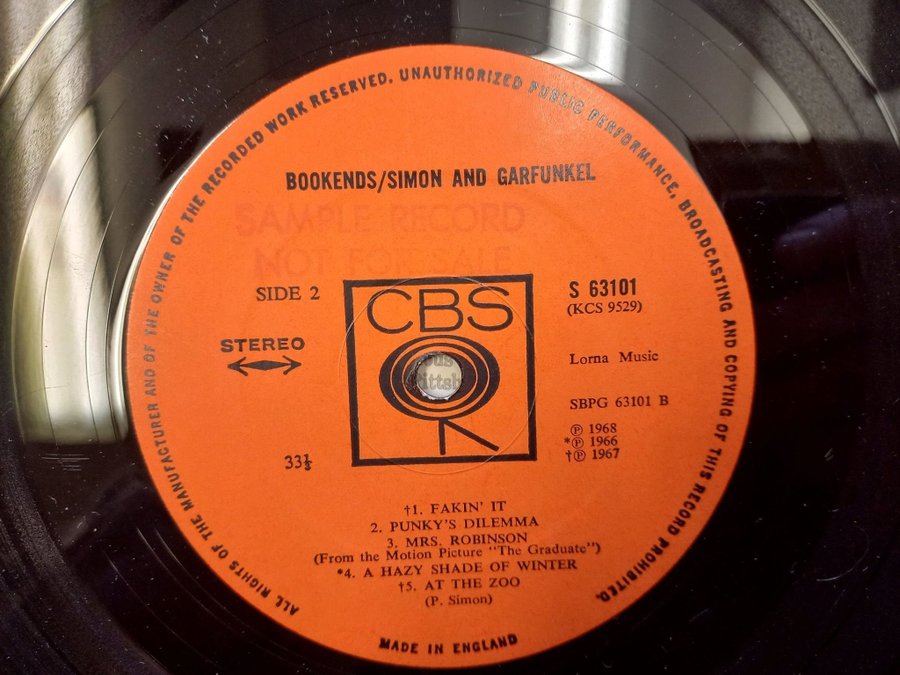 ALL RIGHTS OF THE MANUFACTURER AND OF THE OWNER OF THE RECORDED WORK RESERVED. UNAUTHORIZED PUBLIC PERFORMANCE, BROADCASTING AND COPYING OF THIS RECORD PROHIBITED.
BOOKENDS/SIMON AND GARFUNKEL
SAMPLE RECORD
NOT FOR SALE
SIDE 2
CBS
S 63101
(KCS 9529)
STEREO
Lorna Music
SBPG 63101 B
℗ 1968
*℗ 1966
†℗ 1967
33⅓
†1. FAKIN' IT
2. PUNKY'S DILEMMA
3. MRS. ROBINSON
(From the Motion Picture "The Graduate")
*4. A HAZY SHADE OF WINTER
†5. AT THE ZOO
(P. Simon)
MADE IN ENGLAND